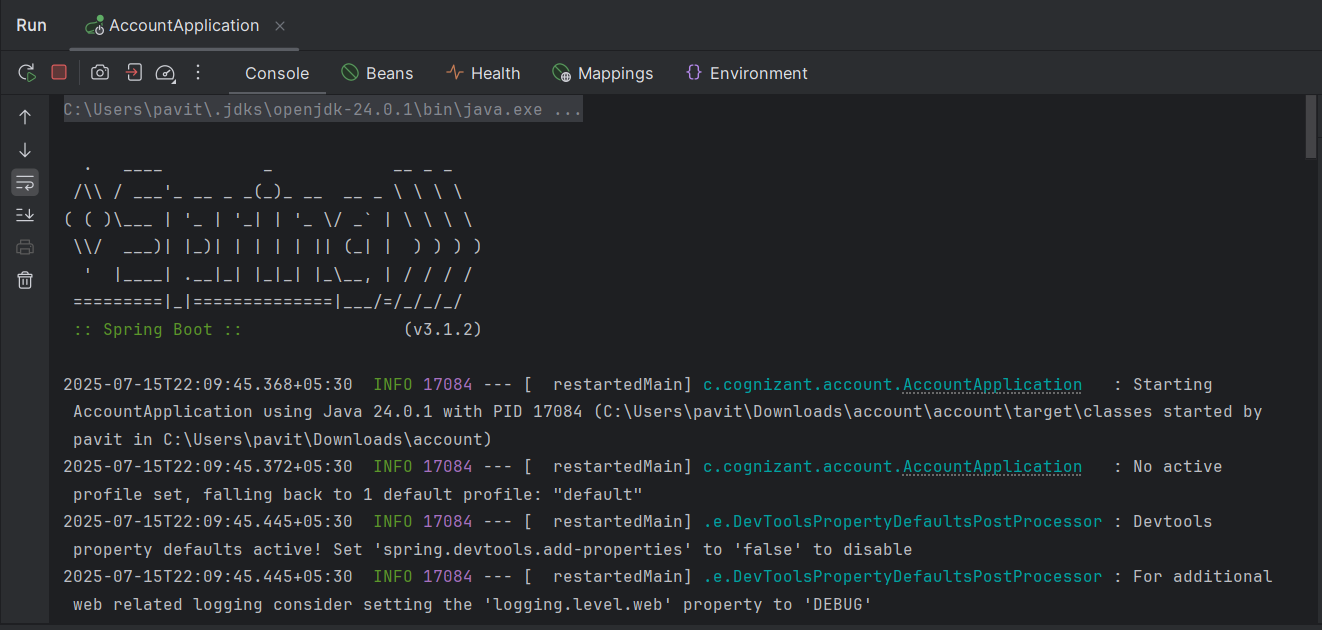 Run AccountApplication
Console Beans Health Mappings Environment
C:\Users\pavit\.jdks\openjdk-24.0.1\bin\java.exe ...
  .   ____          _            __ _ _
 /\\ / ___'_ __ _ _(_)_ __  __ _ \ \ \ \
( ( )\___ | '_ | '_| | '_ \/ _` | \ \ \ \
 \\/  ___)| |_)| | | | | || (_| |  ) ) ) )
  '  |____| .__|_| |_|_| |_\__, | / / / /
 =========|_|==============|___/=/_/_/_/
 :: Spring Boot ::                (v3.1.2)
2025-07-15T22:09:45.368+05:30  INFO 17084 --- [  restartedMain] c.cognizant.account.AccountApplication   : Starting
 AccountApplication using Java 24.0.1 with PID 17084 (C:\Users\pavit\Downloads\account\account\target\classes started by
 pavit in C:\Users\pavit\Downloads\account)
2025-07-15T22:09:45.372+05:30  INFO 17084 --- [  restartedMain] c.cognizant.account.AccountApplication   : No active
 profile set, falling back to 1 default profile: "default"
2025-07-15T22:09:45.445+05:30  INFO 17084 --- [  restartedMain] .e.DevToolsPropertyDefaultsPostProcessor : Devtools
 property defaults active! Set 'spring.devtools.add-properties' to 'false' to disable
2025-07-15T22:09:45.445+05:30  INFO 17084 --- [  restartedMain] .e.DevToolsPropertyDefaultsPostProcessor : For additional
 web related logging consider setting the 'logging.level.web' property to 'DEBUG'